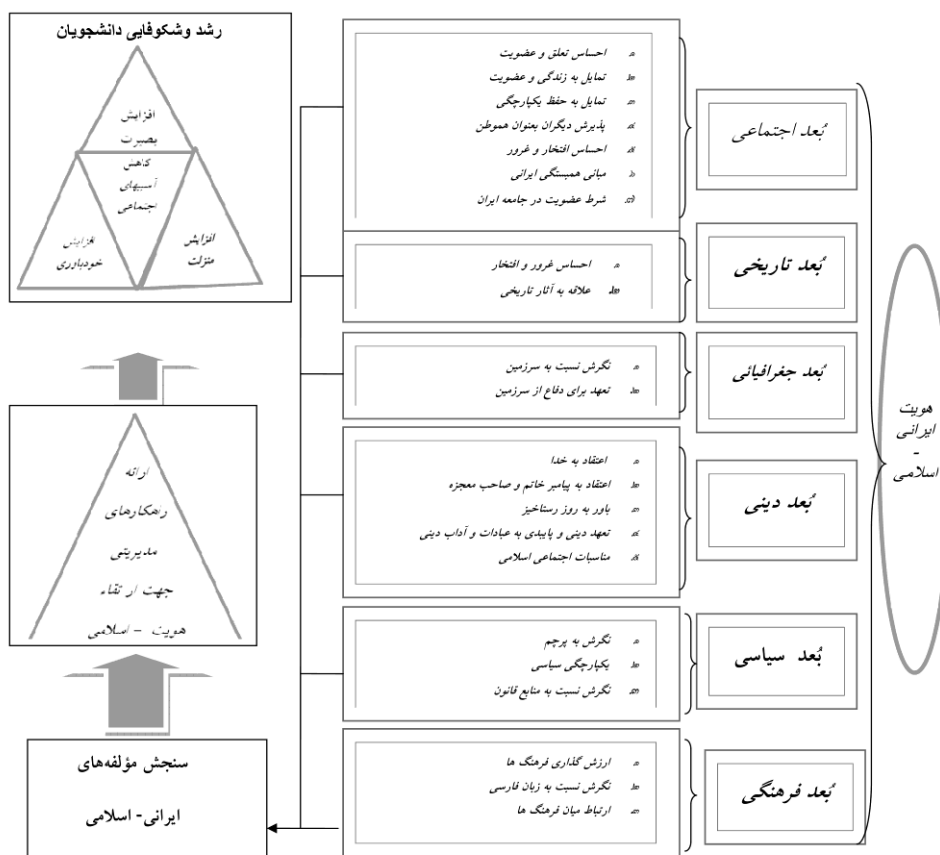 هویت
ایرانی
-
اسلامی
بُعد اجتماعی
احساس تعلق و عضویت
تمایل به زندگی و عضویت
تمایل به حفظ یکپارچگی
پذیرش دیگران بعنوان هموطن
احساس افتخار و غرور
مبانی همبستگی ایرانی
شرط عضویت در جامعه ایران
بُعد تاریخی
احساس غرور و افتخار
علاقه به آثار تاریخی
بُعد جغرافیائی
نگرش نسبت به سرزمین
تعهد برای دفاع از سرزمین
بُعد دینی
اعتقاد به خدا
اعتقاد به پیامبر خاتم و صاحب معجزه
باور به روز رستاخیز
تعهد دینی و پایبدی به عبادات و آداب دینی
مناسبات اجتماعی اسلامی
بُعد سیاسی
نگرش به پرچم
یکپارچگی سیاسی
نگرش نسبت به منابع قانون
بُعد فرهنگی
ارزش گذاری فرهنگ ها
نگرش نسبت به زبان فارسی
ارتباط میان فرهنگ ها
سنجش مؤلفه‌های
ایرانی- اسلامی
ارائه
راهکارهای
مدیریتی
جهت ارتقاء
هویت - اسلامی
رشد وشکوفایی دانشجویان
افزایش
بصیرت
کاهش
آسیبهای
اجتماعی
افزایش
منزلت
افزایش
خودباوری